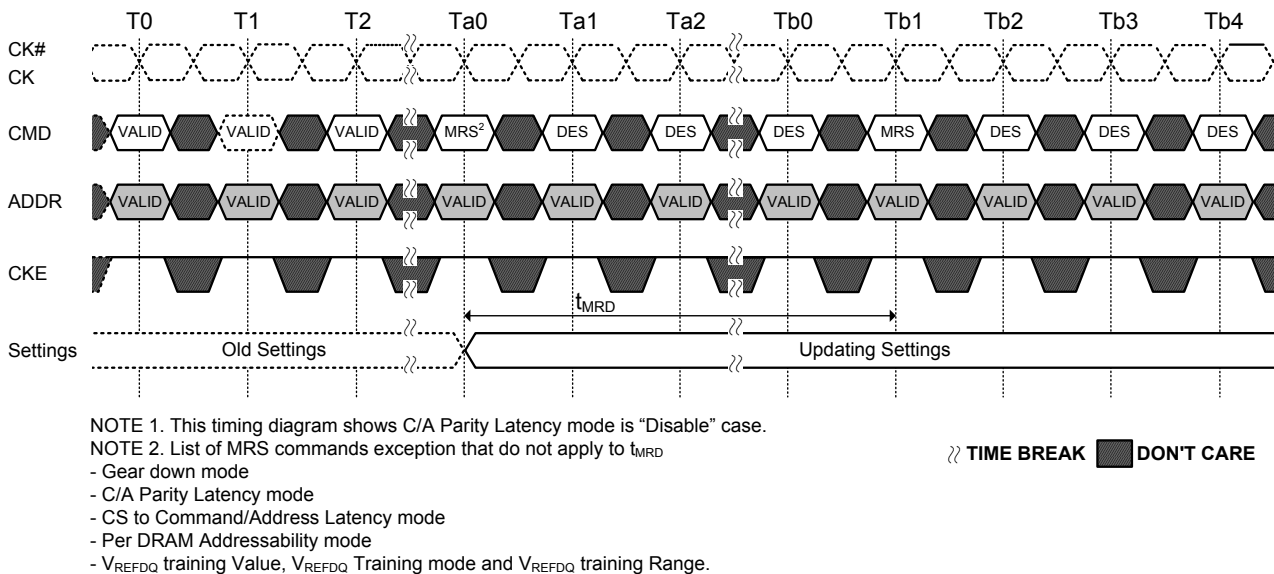 T0 T1 T2 Ta0 Ta1 Ta2 Tb0 Tb1 Tb2 Tb3 Tb4
CK#
CK
CMD VALID VALID VALID MRS² DES DES DES MRS DES DES DES
ADDR VALID VALID VALID VALID VALID VALID VALID VALID VALID VALID VALID
CKE
tMRD
Settings Old Settings Updating Settings
NOTE 1. This timing diagram shows C/A Parity Latency mode is “Disable” case.
NOTE 2. List of MRS commands exception that do not apply to tMRD
- Gear down mode
- C/A Parity Latency mode
- CS to Command/Address Latency mode
- Per DRAM Addressability mode
- VREFDQ training Value, VREFDQ Training mode and VREFDQ training Range.
TIME BREAK DON'T CARE